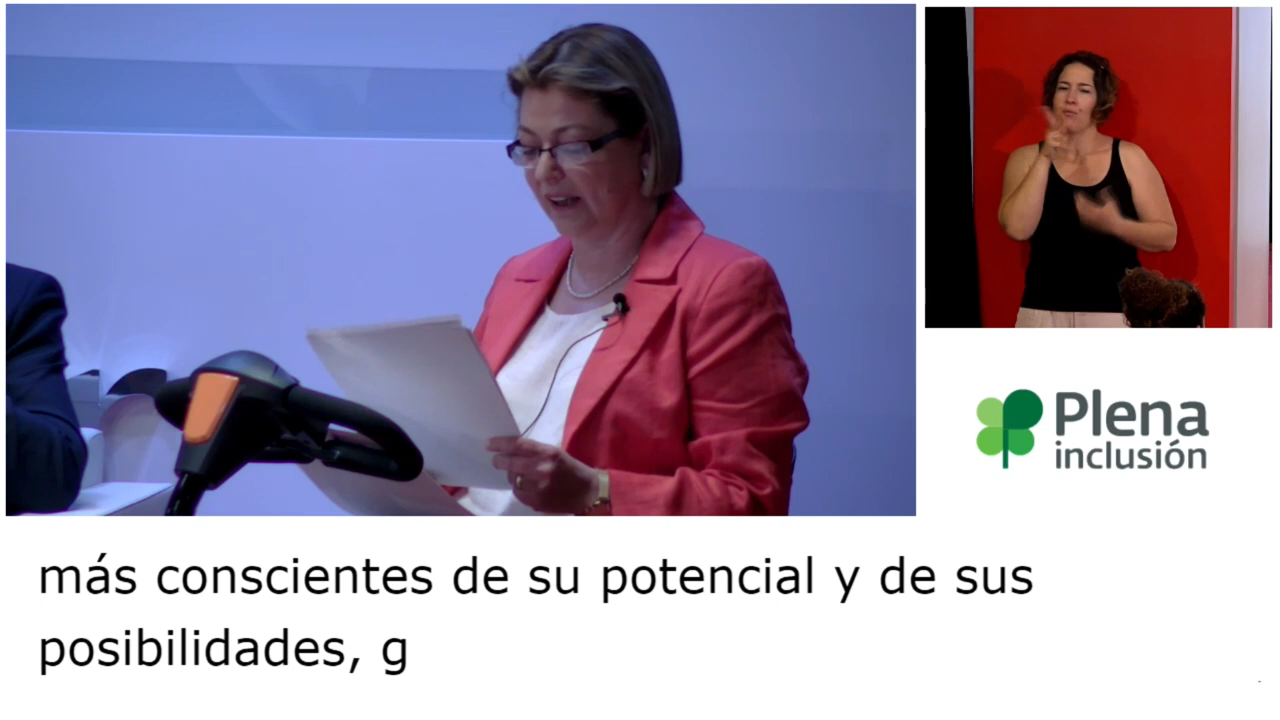 Plena
inclusión
más conscientes de su potencial y de sus
posibilidades, g